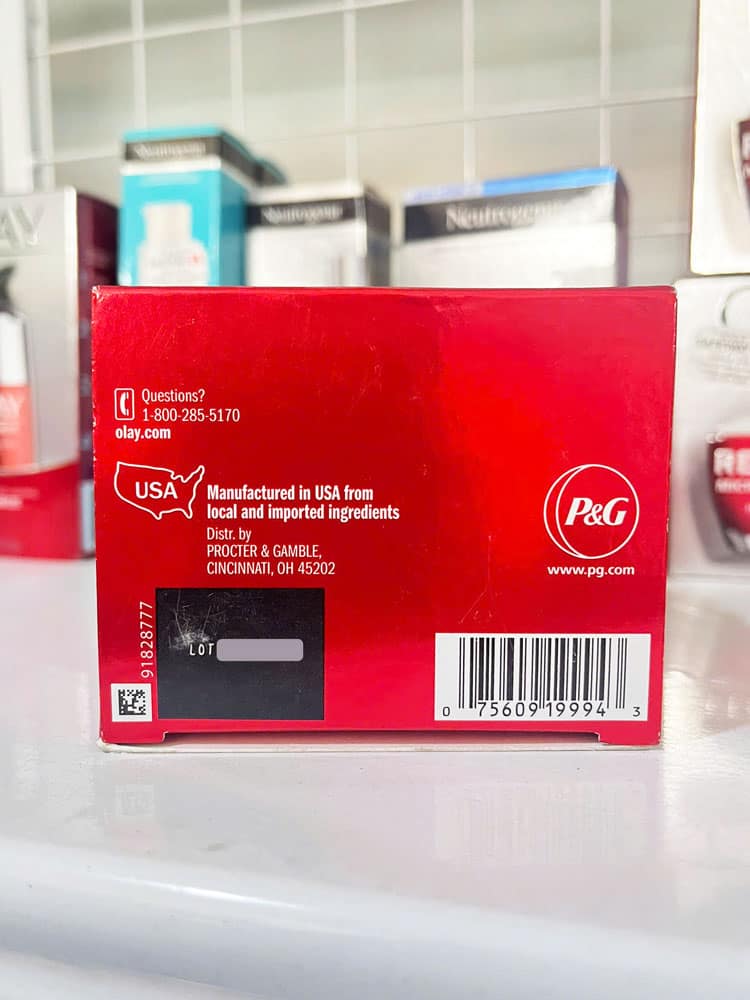 Neutrogena
Neutrogena
Neutrogena
Questions?
1-800-285-5170
olay.com
USA
Manufactured in USA from
local and imported ingredients
Distr. by
PROCTER & GAMBLE,
CINCINNATI, OH 45202
P&G
www.pg.com
91828777
LOT
0 75609 19994 3